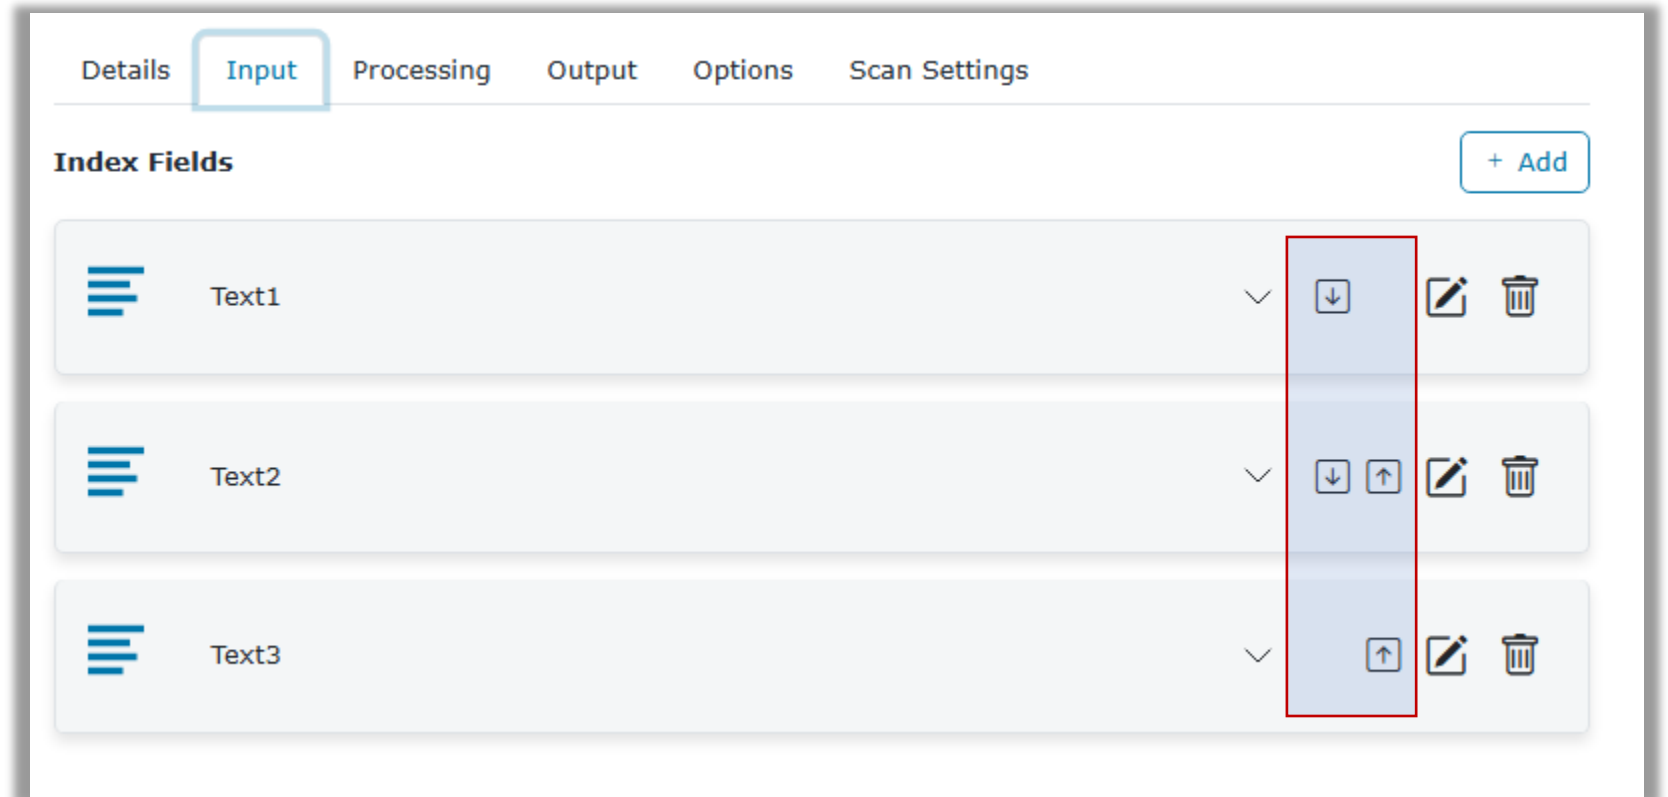 Details Input Processing Output Options Scan Settings
Index Fields + Add
Text1
Text2
Text3